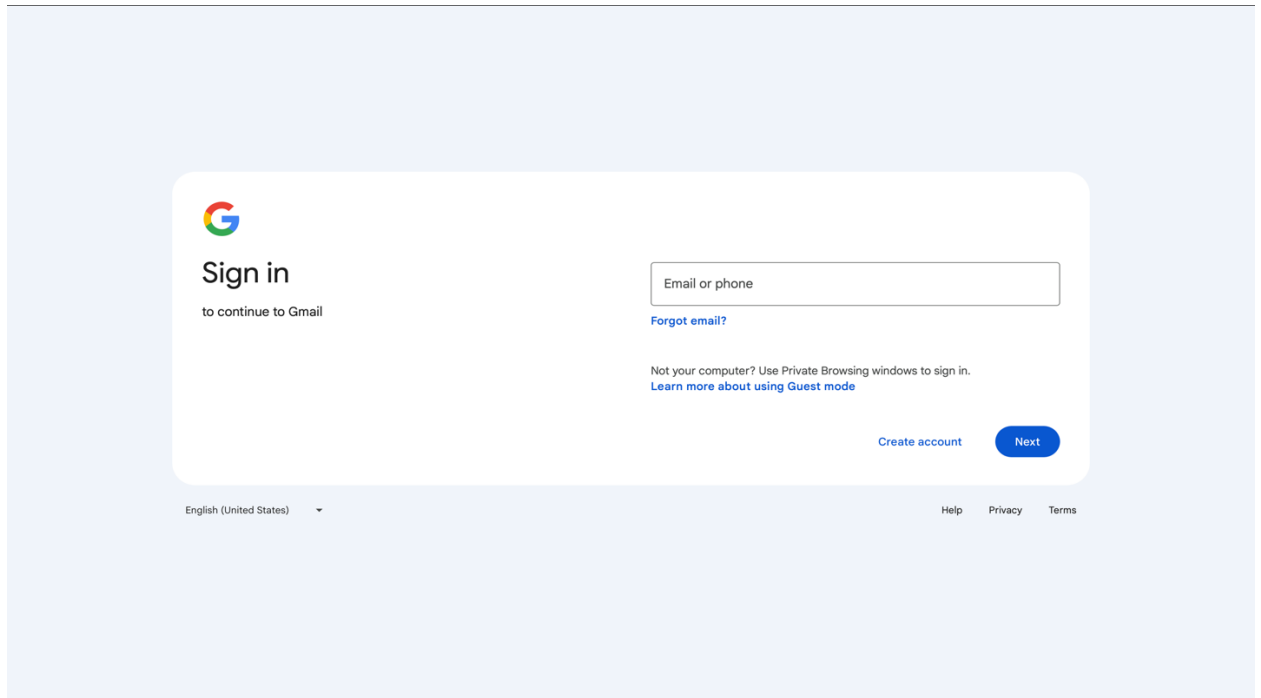 Sign in
to continue to Gmail
Email or phone
Forgot email?
Not your computer? Use Private Browsing windows to sign in.
Learn more about using Guest mode
Create account
Next
English (United States)
Help
Privacy
Terms